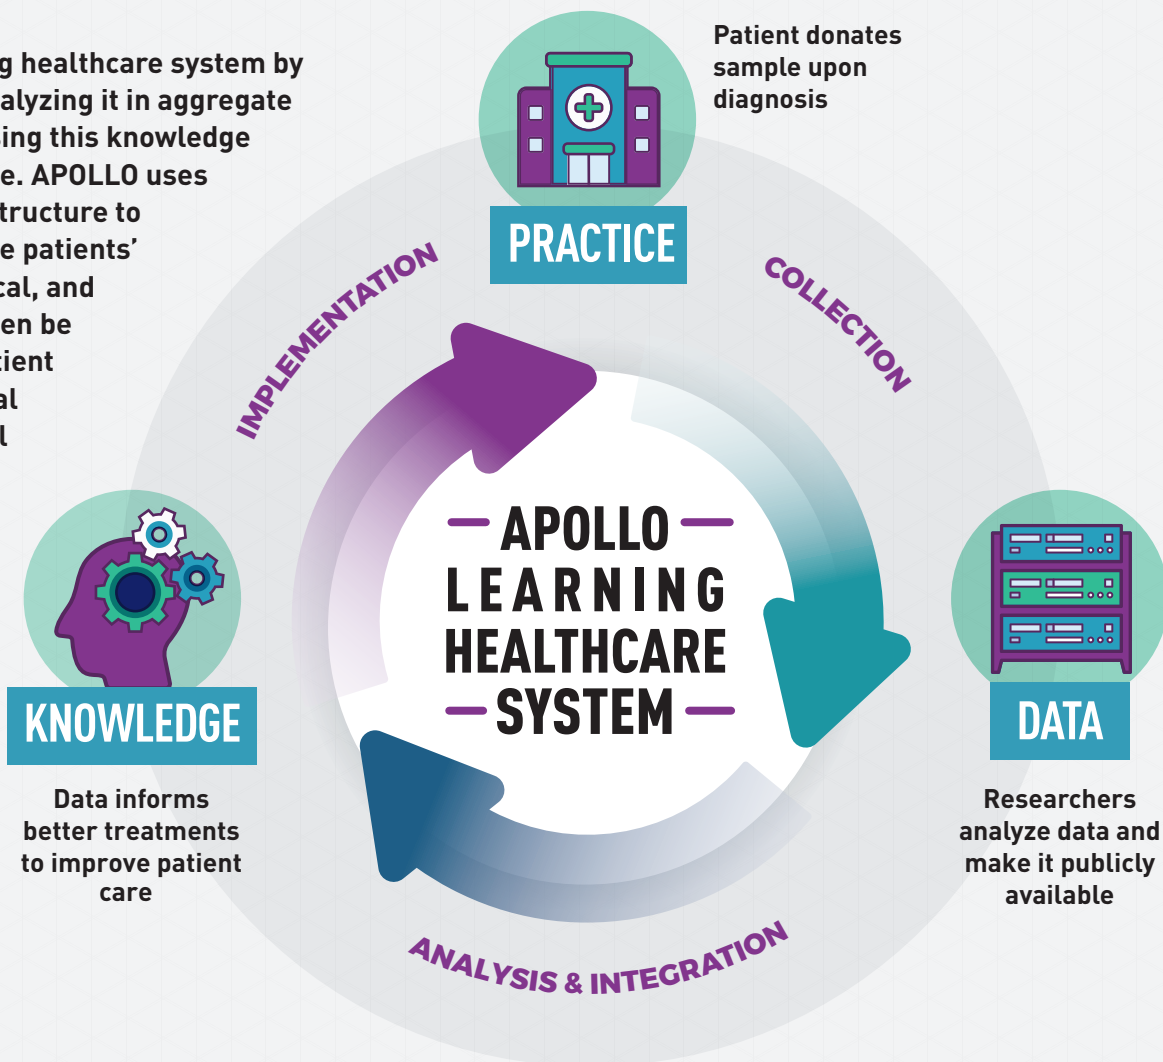 g healthcare system by
alyzing it in aggregate
ing this knowledge
e. APOLLO uses
tructure to
e patients’
cal, and
en be
tient
al
l
Patient donates
sample upon
diagnosis
PRACTICE
IMPLEMENTATION
COLLECTION
APOLLO
LEARNING
HEALTHCARE
SYSTEM
KNOWLEDGE
Data informs
better treatments
to improve patient
care
DATA
Researchers
analyze data and
make it publicly
available
ANALYSIS & INTEGRATION